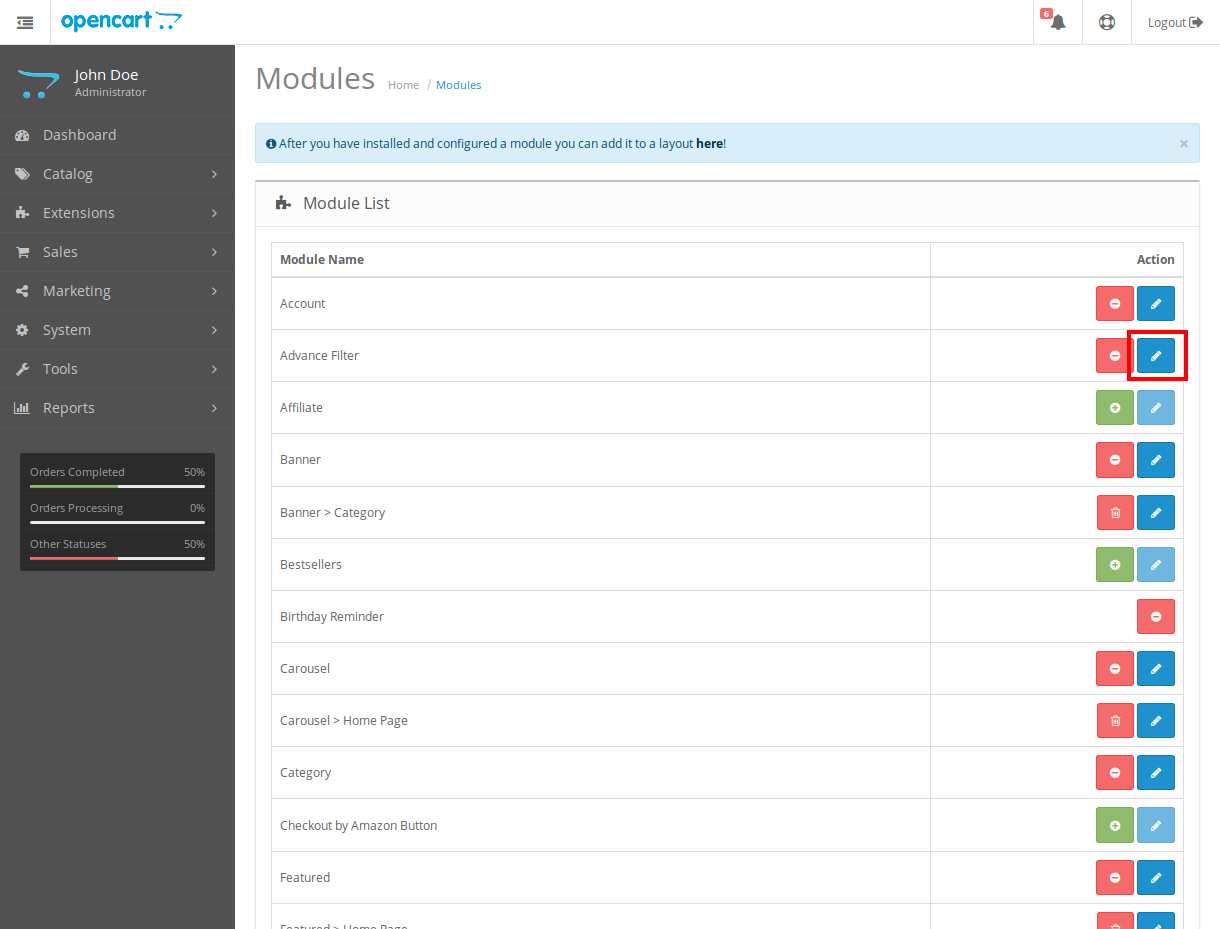 opencart
6
Logout
John Doe
Administrator
Dashboard
Catalog
Extensions
Sales
Marketing
System
Tools
Reports
Orders Completed 50%
Orders Processing 0%
Other Statuses 50%
Modules Home / Modules
After you have installed and configured a module you can add it to a layout here! ×
Module List
Module Name Action
Account
Advance Filter
Affiliate
Banner
Banner > Category
Bestsellers
Birthday Reminder
Carousel
Carousel > Home Page
Category
Checkout by Amazon Button
Featured
Featured > Home Page